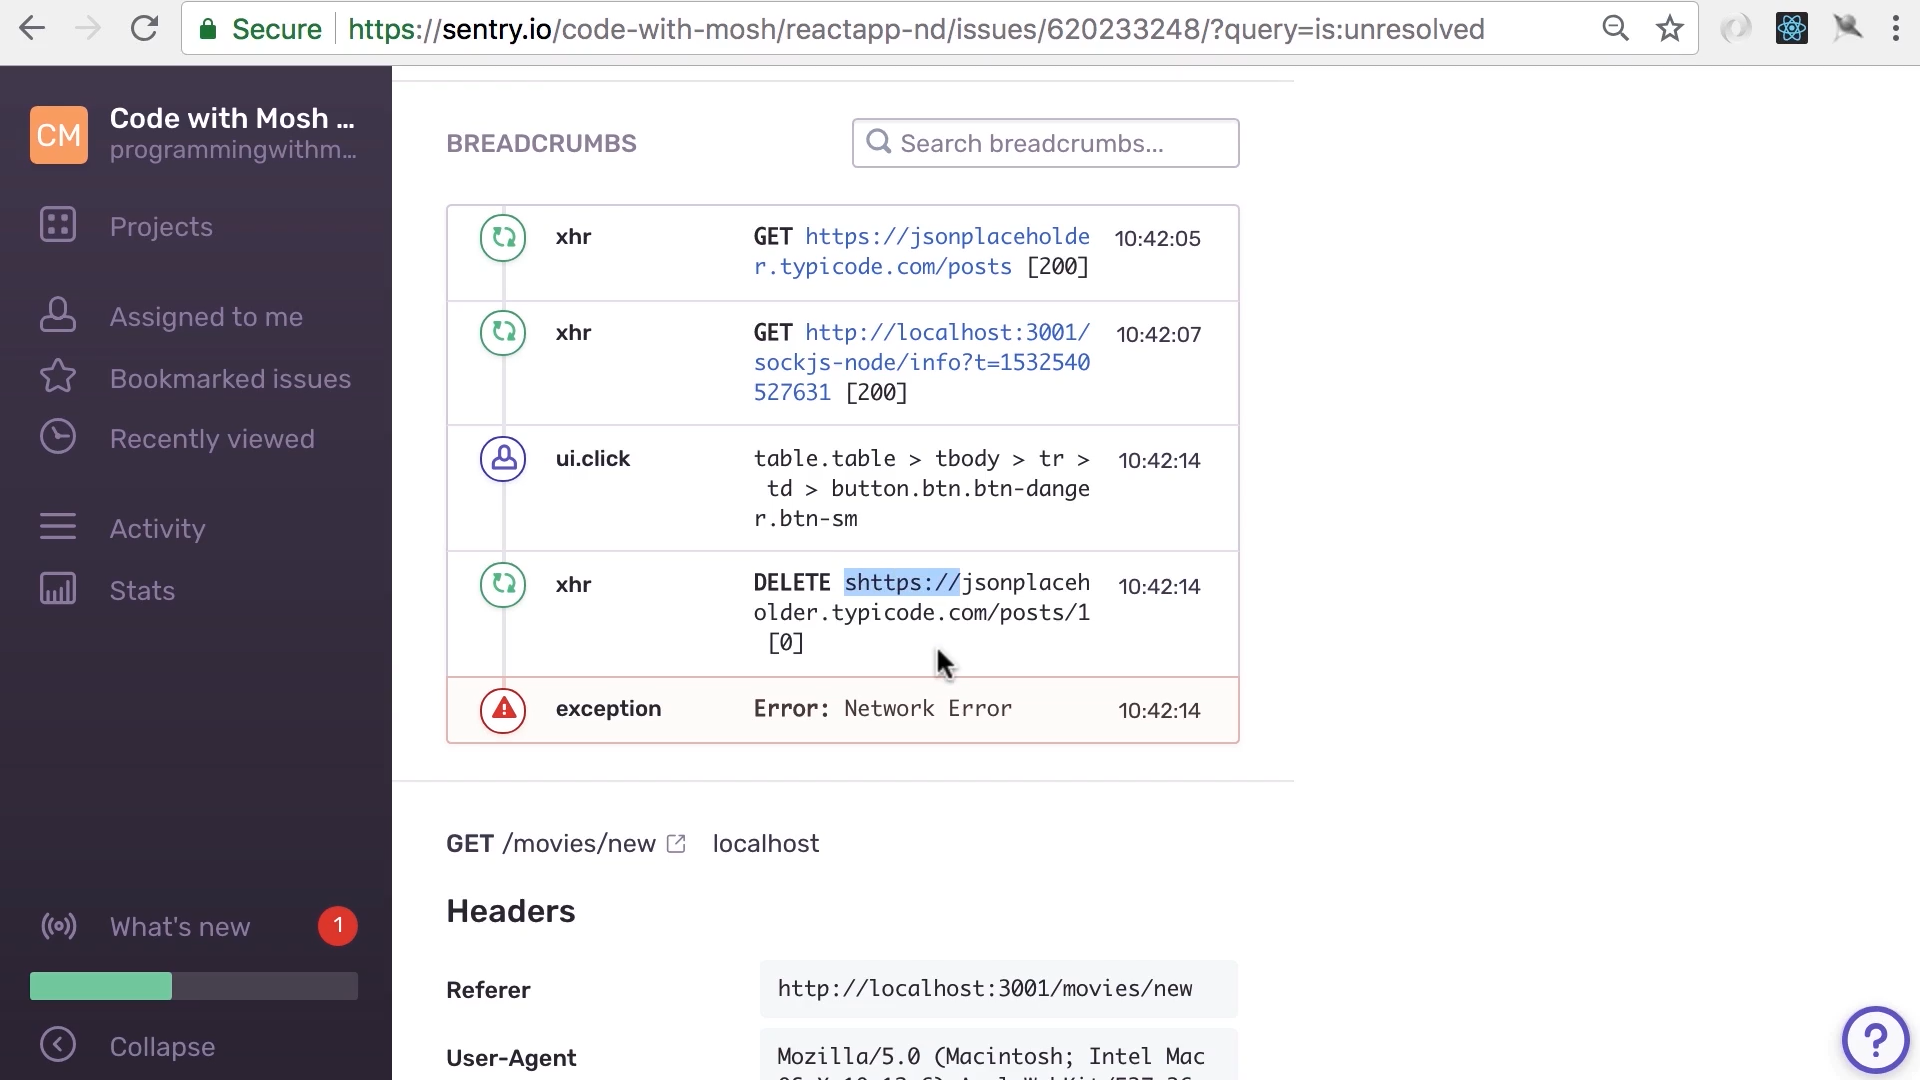 Secure https://sentry.io/code-with-mosh/reactapp-nd/issues/620233248/?query=is:unresolved
CM
Code with Mosh ...
programmingwithm...
Projects
Assigned to me
Bookmarked issues
Recently viewed
Activity
Stats
What's new 1
Collapse
BREADCRUMBS
Search breadcrumbs...
xhr GET https://jsonplaceholde 10:42:05
r.typicode.com/posts [200]
xhr GET http://localhost:3001/ 10:42:07
sockjs-node/info?t=1532540
527631 [200]
ui.click table.table > tbody > tr > 10:42:14
td > button.btn.btn-dange
r.btn-sm
xhr DELETE shttps://jsonplaceh 10:42:14
older.typicode.com/posts/1
[0]
exception Error: Network Error 10:42:14
GET /movies/new localhost
Headers
Referer http://localhost:3001/movies/new
User-Agent Mozilla/5.0 (Macintosh; Intel Mac
?